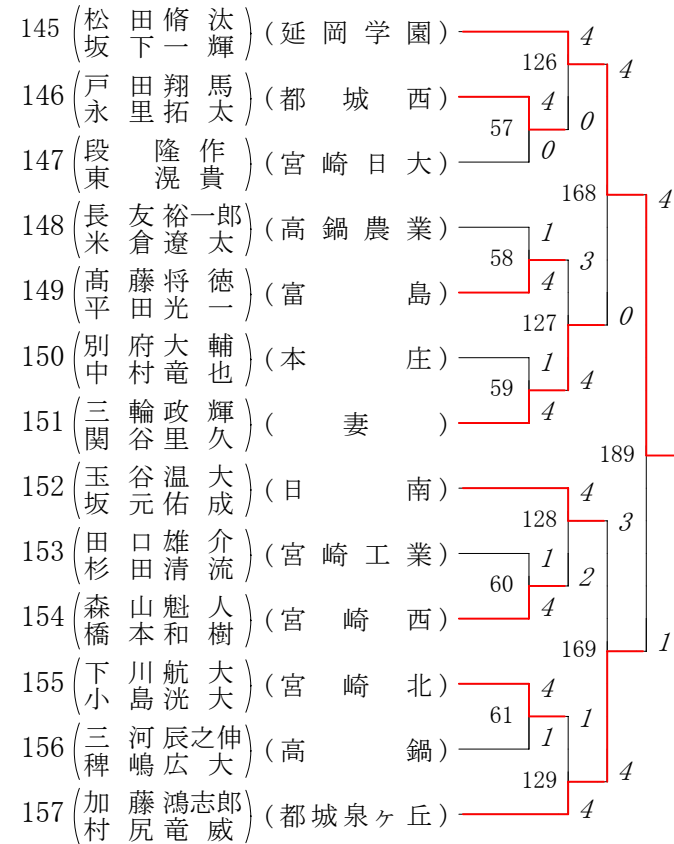 145 松田脩汰 坂下一輝 (延岡学園)
146 戸田翔馬 永里拓太 (都城西)
147 段隆作 東滉貴 (宮崎日大)
148 長友裕一郎 米倉遼太 (高鍋農業)
149 髙藤将徳 平田光一 (富島)
150 別府大輔 中村竜也 (本庄)
151 三輪政輝 関谷里久 (妻)
152 玉谷温大 坂元佑成 (日南)
153 田口雄介 杉田清流 (宮崎工業)
154 森山魁人 橋本和樹 (宮崎西)
155 下川航大 小島洸大 (宮崎北)
156 三河辰之伸 稗嶋広大 (高鍋)
157 加藤鴻志郎 村尻竜威 (都城泉ヶ丘)
57 4 0
58 1 4
59 1 4
60 1 4
61 4 1
126 4 0
127 3 4
128 4 2
129 1 4
168 4 0
169 3 4
189 4 1